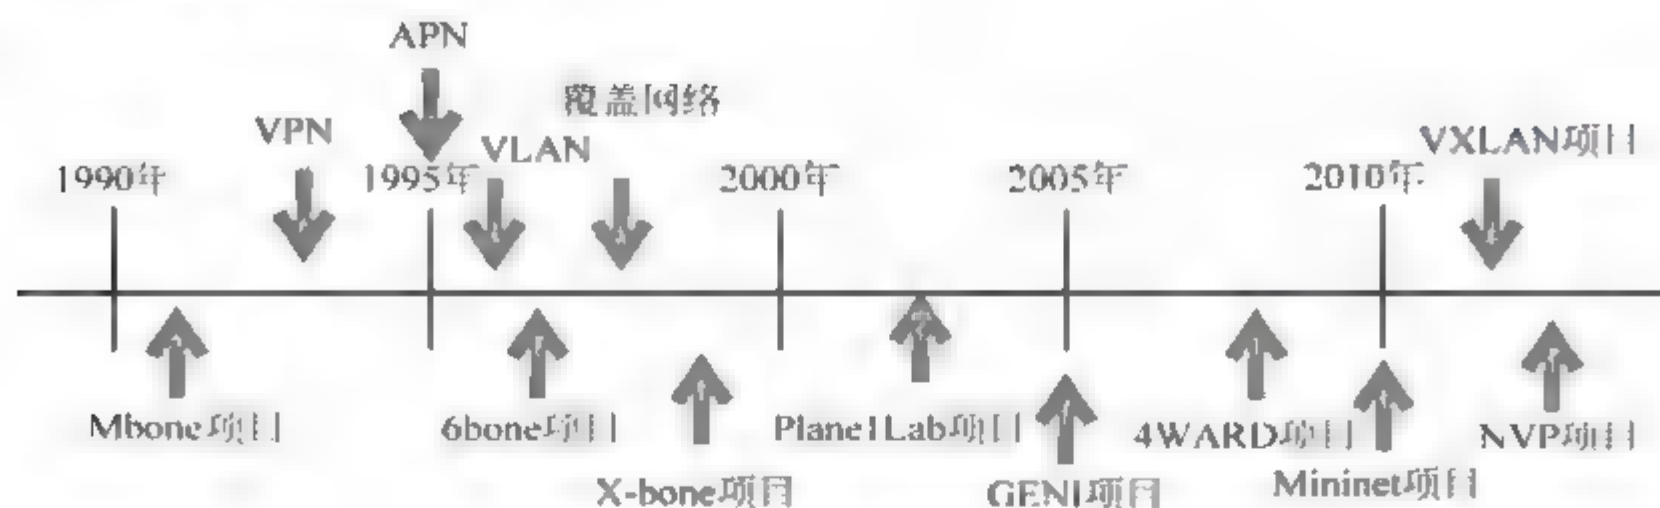 APN
覆盖网络
VPN
VLAN
VXLAN项目
1990年
1995年
2000年
2005年
2010年
Mbone项目
6bone项目
Plane1Lab项目
4WARD项目
NVP项目
X-bone项目
GENI项目
Mininet项目